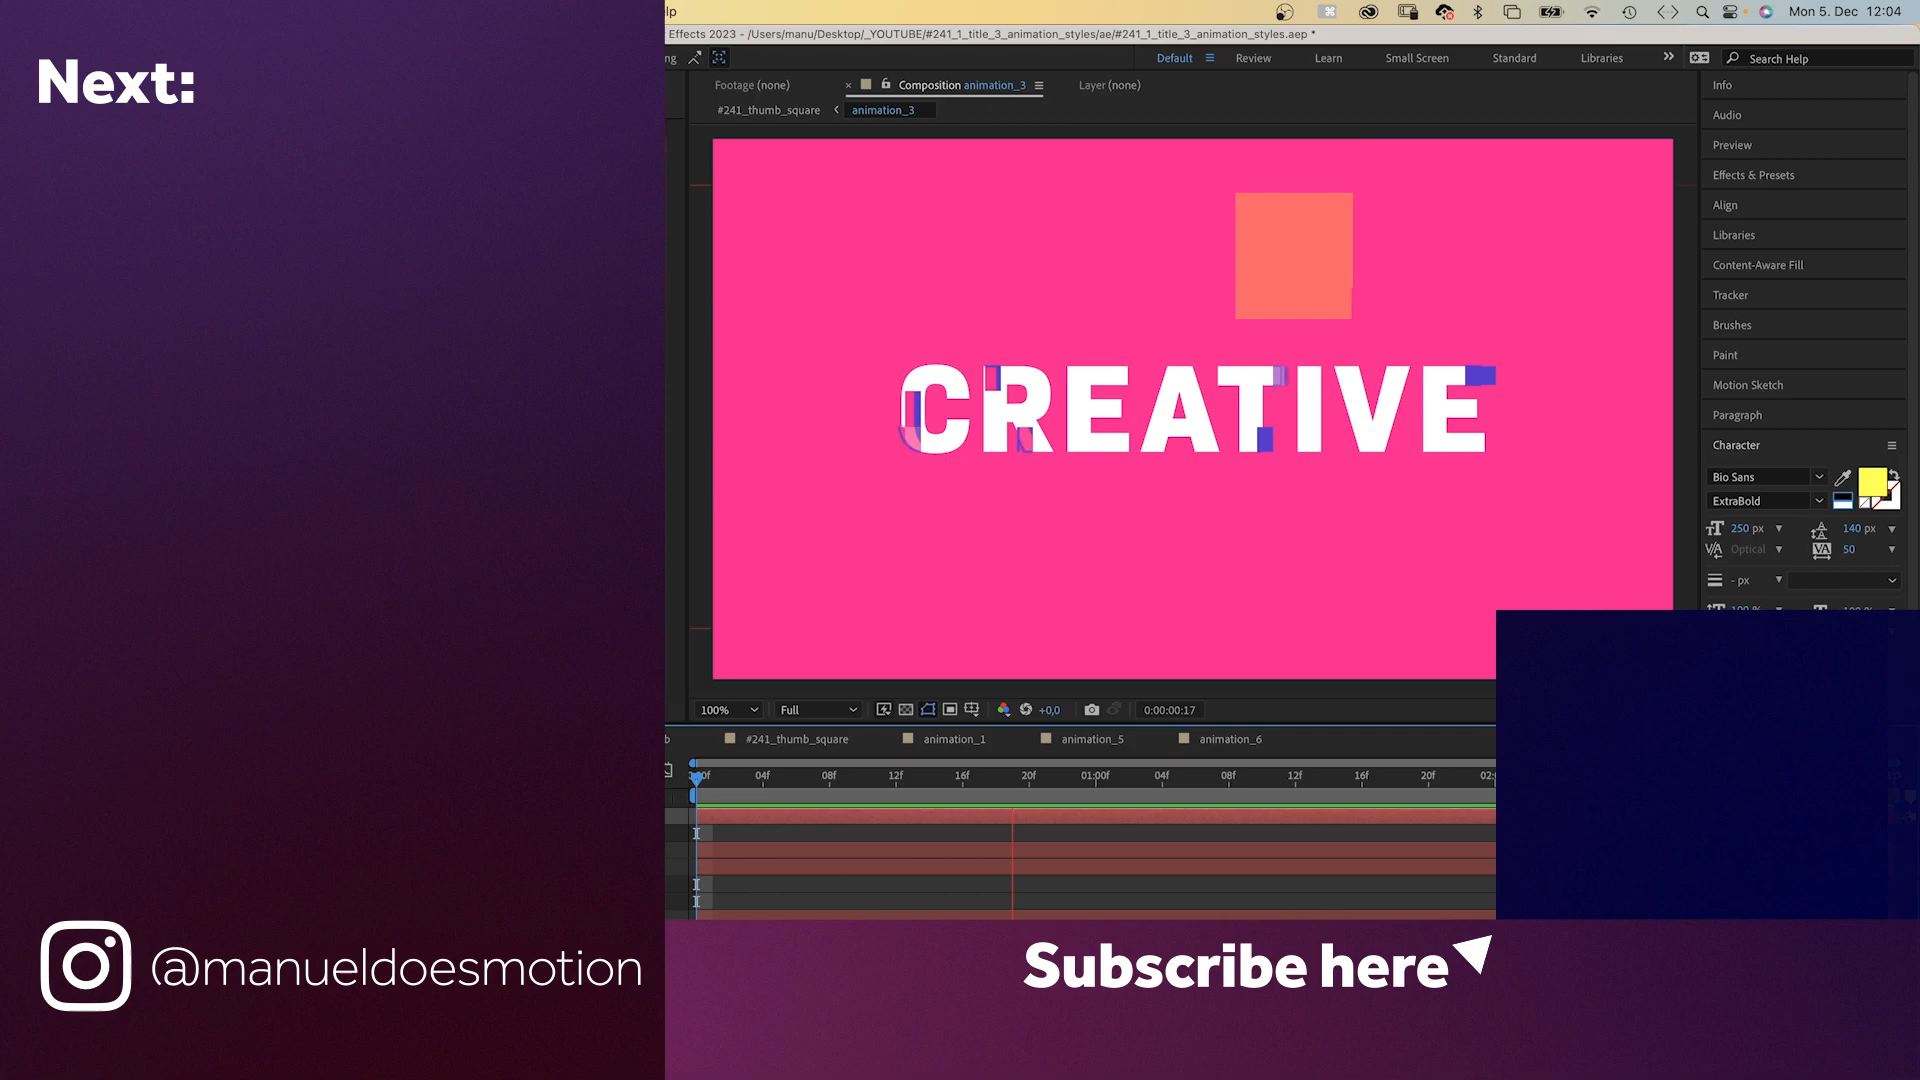 Next:
lp
Mon 5. Dec 12:04
Effects 2023 - /Users/manu/Desktop/_YOUTUBE/#241_1_title_3_animation_styles/ae/#241_1_title_3_animation_styles.aep *
ng
Default
Review
Learn
Small Screen
Standard
Libraries
Search Help
Footage (none)
Composition animation_3
Layer (none)
#241_thumb_square
animation_3
Info
Audio
Preview
Effects & Presets
Align
Libraries
Content-Aware Fill
Tracker
Brushes
Paint
Motion Sketch
Paragraph
Character
Bio Sans
ExtraBold
250 px
140 px
Optical
50
- px
CREATIVE
100%
Full
+0,0
0:00:00:17
b
#241_thumb_square
animation_1
animation_5
animation_6
04f 08f 12f 16f 20f 01:00f 04f 08f 12f 16f 20f
@manueldoesmotion
Subscribe here